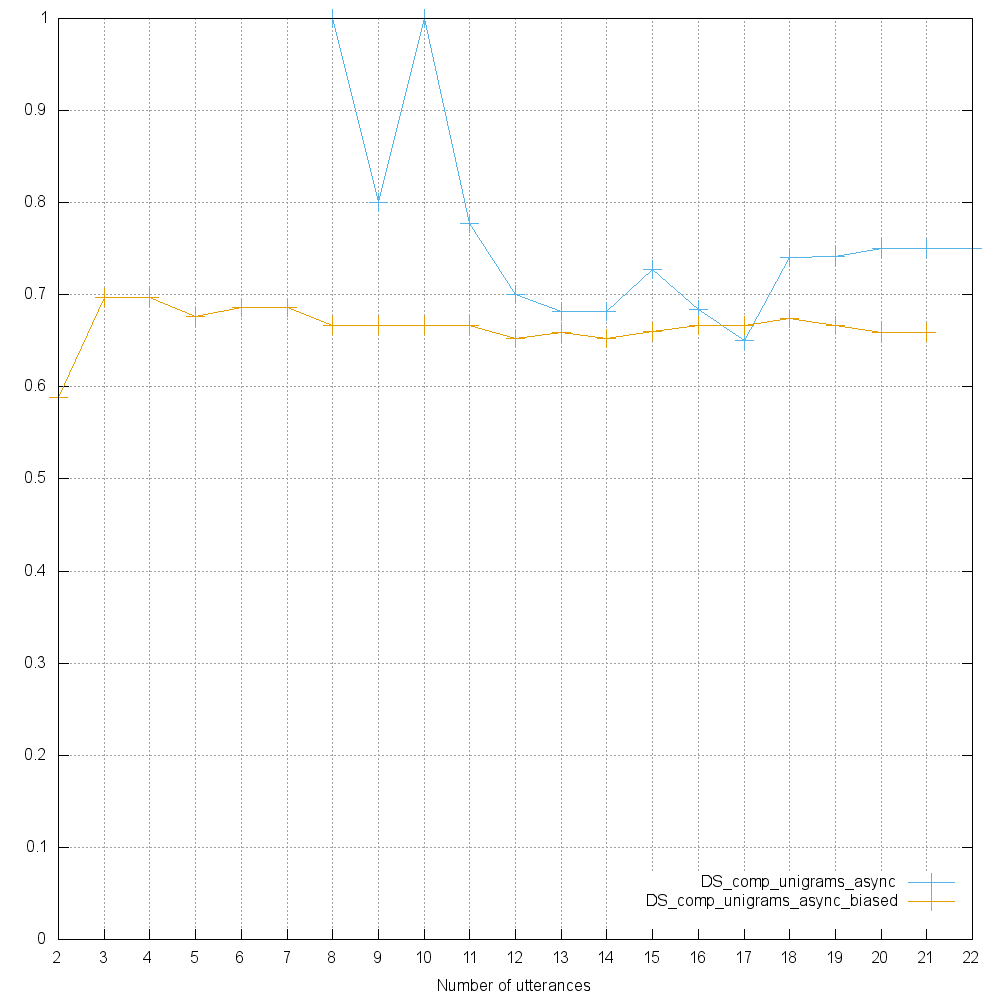 1
0.9
0.8
0.7
0.6
0.5
0.4
0.3
0.2
0.1
0
DS_comp_unigrams_async
DS_comp_unigrams_async_biased
2 3 4 5 6 7 8 9 10 11 12 13 14 15 16 17 18 19 20 21 22
Number of utterances